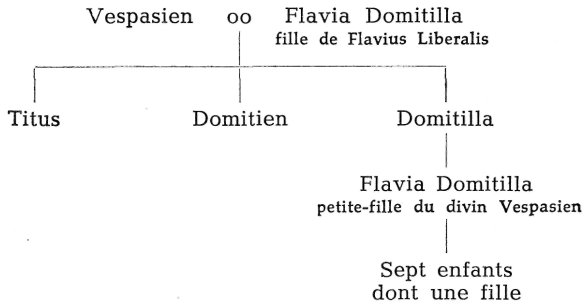 Vespasien oo Flavia Domitilla
fille de Flavius Liberalis
Titus Domitien Domitilla
Flavia Domitilla
petite-fille du divin Vespasien
Sept enfants
dont une fille